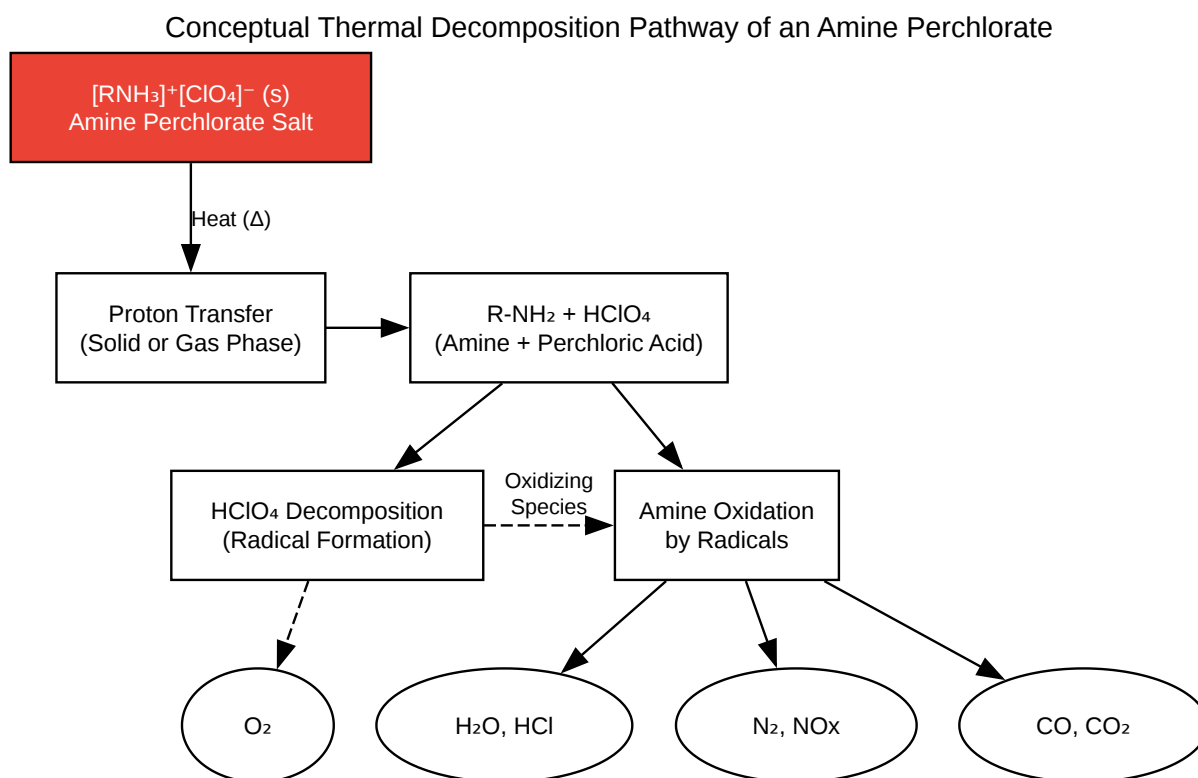 Conceptual Thermal Decomposition Pathway of an Amine Perchlorate
[RNH₃]⁺[ClO₄]⁻ (s)
Amine Perchlorate Salt
Heat (Δ)
Proton Transfer
(Solid or Gas Phase)
R-NH₂ + HClO₄
(Amine + Perchloric Acid)
HClO₄ Decomposition
(Radical Formation)
Oxidizing
Species
Amine Oxidation
by Radicals
O₂
H₂O, HCl
N₂, NOx
CO, CO₂